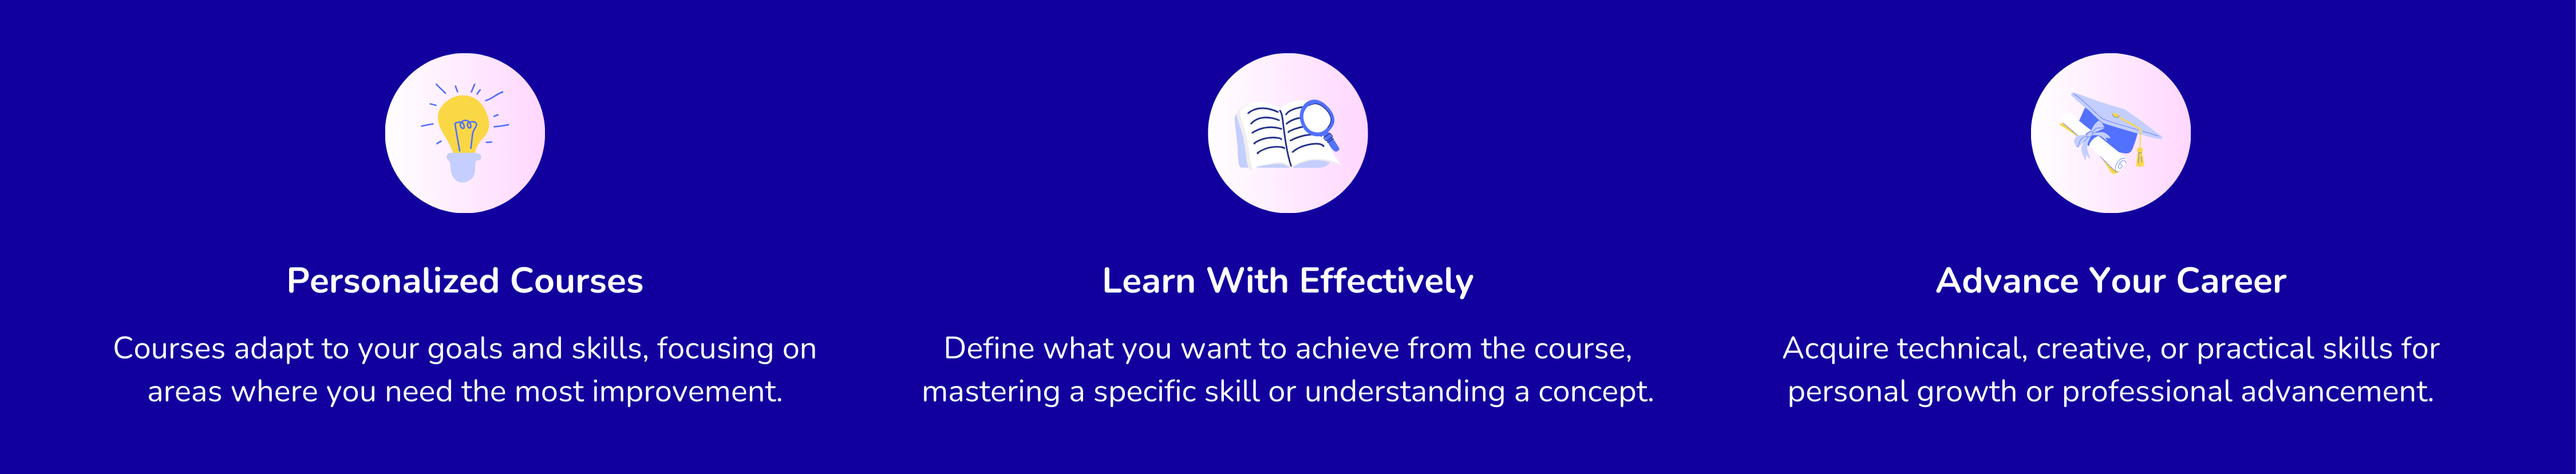 Personalized Courses
Courses adapt to your goals and skills, focusing on
areas where you need the most improvement.
Learn With Effectively
Define what you want to achieve from the course,
mastering a specific skill or understanding a concept.
Advance Your Career
Acquire technical, creative, or practical skills for
personal growth or professional advancement.